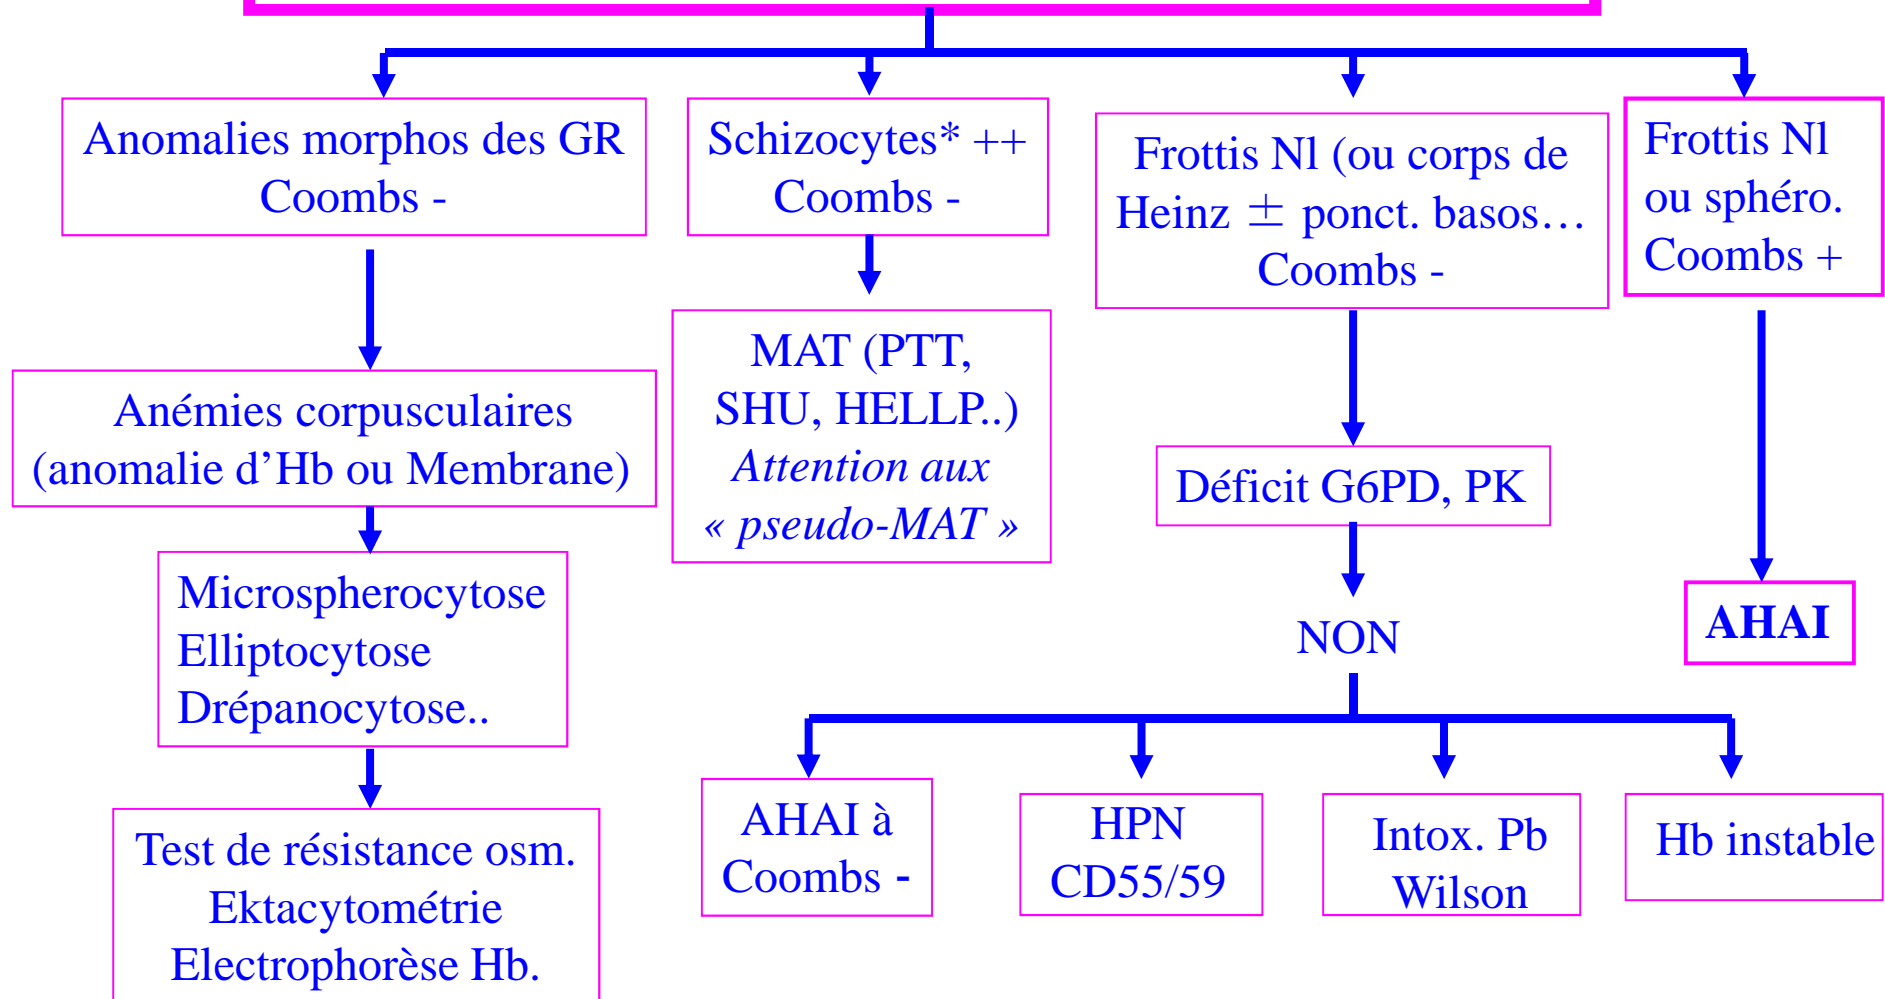 Anomalies morphos des GR
Coombs -
Schizocytes* ++
Coombs -
Frottis Nl (ou corps de
Heinz ± ponct. basos…
Coombs -
Frottis Nl
ou sphéro.
Coombs +
Anémies corpusculaires
(anomalie d’Hb ou Membrane)
MAT (PTT,
SHU, HELLP..)
Attention aux
« pseudo-MAT »
Déficit G6PD, PK
AHAI
Microspherocytose
Elliptocytose
Drépanocytose..
NON
Test de résistance osm.
Ektacytométrie
Electrophorèse Hb.
AHAI à
Coombs -
HPN
CD55/59
Intox. Pb
Wilson
Hb instable